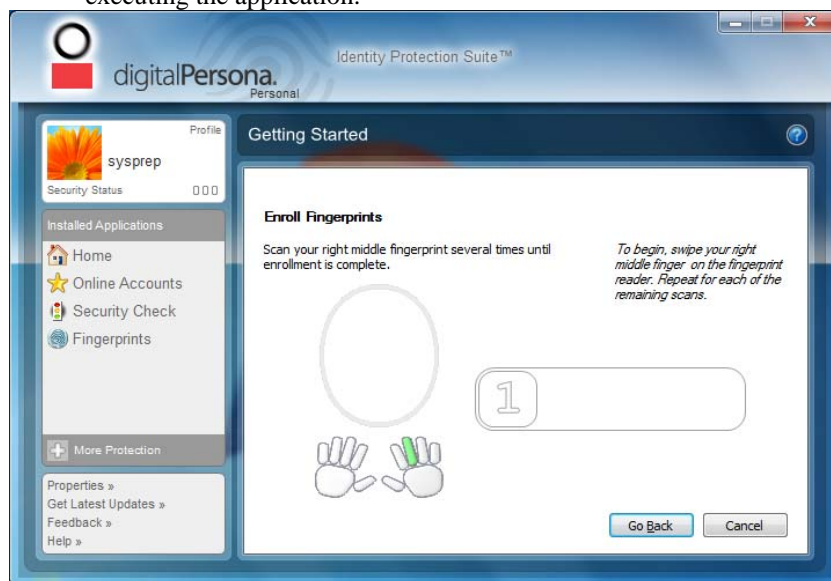 executing the application.
Identity Protection Suite™
digitalPersona.
Personal
Profile
sysprep
Security Status
Getting Started
Installed Applications
Home
Online Accounts
Security Check
Fingerprints
More Protection
Properties »
Get Latest Updates »
Feedback »
Help »
Enroll Fingerprints
Scan your right middle fingerprint several times until
enrollment is complete.
To begin, swipe your right
middle finger on the fingerprint
reader. Repeat for each of the
remaining scans.
1
Go Back
Cancel